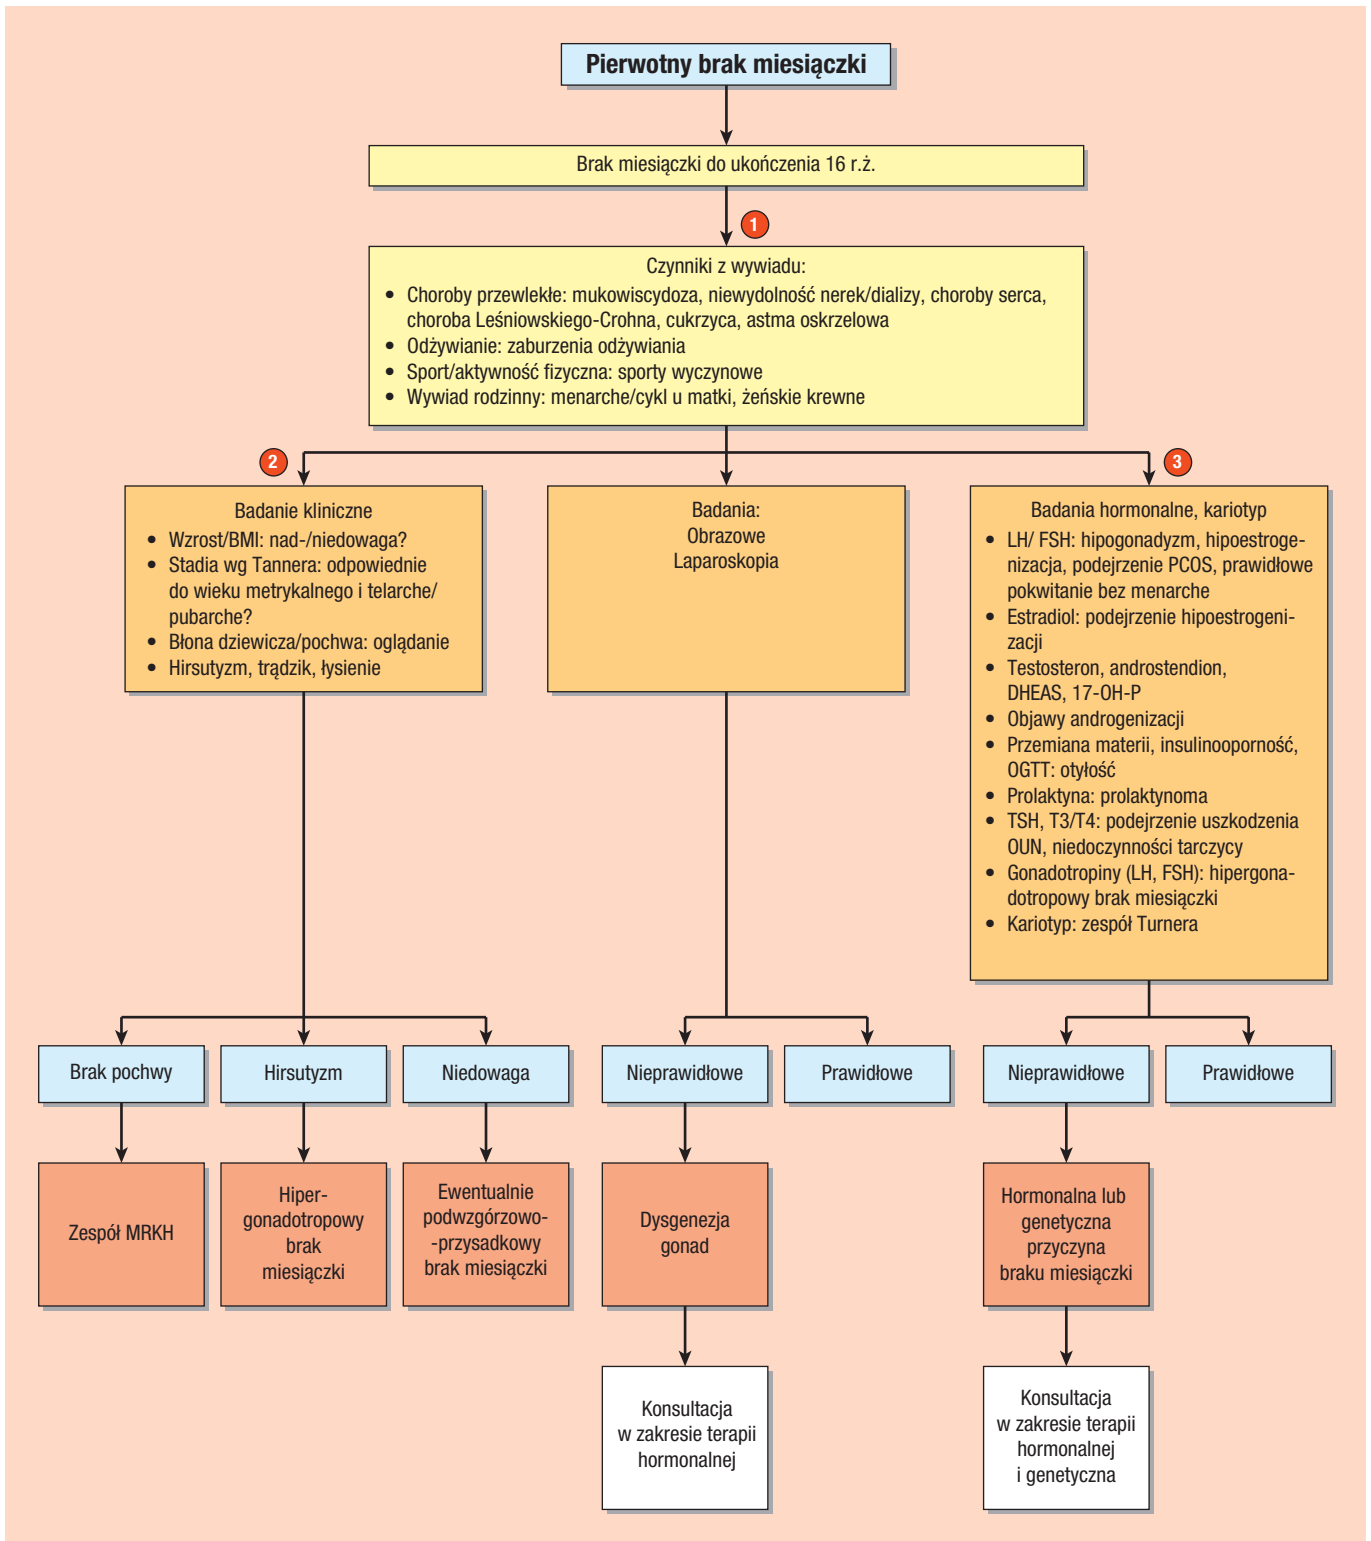 Pierwotny brak miesiączki
Brak miesiączki do ukończenia 16 r.ż.
1
Czynniki z wywiadu:
• Choroby przewlekłe: mukowiscydoza, niewydolność nerek/dializy, choroby serca,
choroba Leśniowskiego-Crohna, cukrzyca, astma oskrzelowa
• Odżywianie: zaburzenia odżywiania
• Sport/aktywność fizyczna: sporty wyczynowe
• Wywiad rodzinny: menarche/cykl u matki, żeńskie krewne
2
Badanie kliniczne
• Wzrost/BMI: nad-/niedowaga?
• Stadia wg Tannera: odpowiednie
do wieku metrykalnego i telarche/
pubarche?
• Błona dziewicza/pochwa: oglądanie
• Hirsutyzm, trądzik, łysienie
Badania:
Obrazowe
Laparoskopia
3
Badania hormonalne, kariotyp
• LH/ FSH: hipogonadyzm, hipoestroge-
nizacja, podejrzenie PCOS, prawidłowe
pokwitanie bez menarche
• Estradiol: podejrzenie hipoestrogeni-
zacji
• Testosteron, androstendion,
DHEAS, 17-OH-P
• Objawy androgenizacji
• Przemiana materii, insulinooporność,
OGTT: otyłość
• Prolaktyna: prolaktynoma
• TSH, T3/T4: podejrzenie uszkodzenia
OUN, niedoczynności tarczycy
• Gonadotropiny (LH, FSH): hipergona-
dotropowy brak miesiączki
• Kariotyp: zespół Turnera
Brak pochwy
Hirsutyzm
Niedowaga
Nieprawidłowe
Prawidłowe
Nieprawidłowe
Prawidłowe
Zespół MRKH
Hiper-
gonadotropowy
brak
miesiączki
Ewentualnie
podwzgórzowo-
-przysadkowy
brak miesiączki
Dysgenezja
gonad
Hormonalna lub
genetyczna
przyczyna
braku miesiączki
Konsultacja
w zakresie terapii
hormonalnej
Konsultacja
w zakresie terapii
hormonalnej
i genetyczna